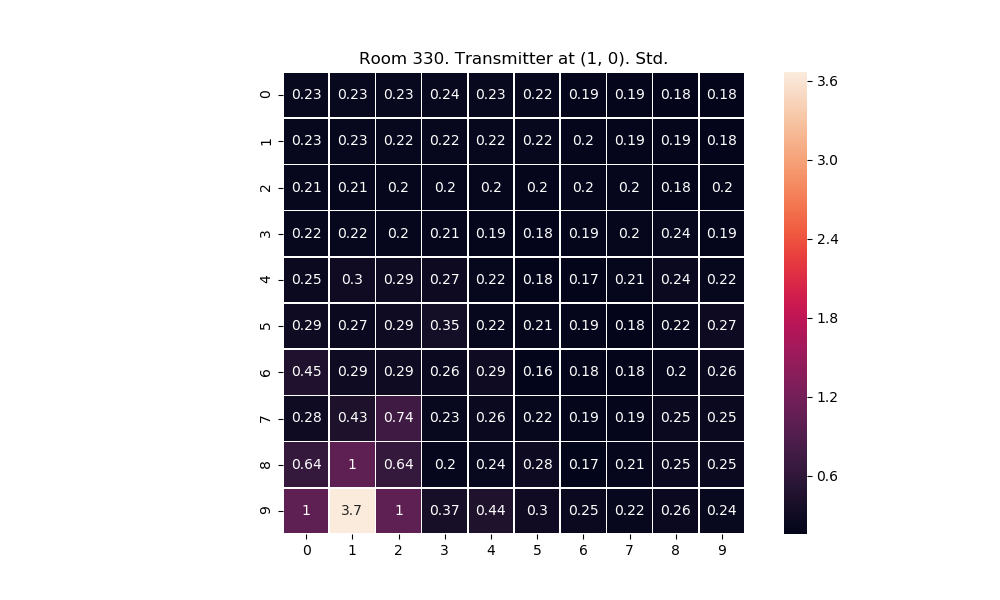 Room 330. Transmitter at (1, 0). Std.
0 0.23 0.23 0.23 0.24 0.23 0.22 0.19 0.19 0.18 0.18
1 0.23 0.23 0.22 0.22 0.22 0.22 0.2 0.19 0.19 0.18
2 0.21 0.21 0.2 0.2 0.2 0.2 0.2 0.2 0.18 0.2
3 0.22 0.22 0.2 0.21 0.19 0.18 0.19 0.2 0.24 0.19
4 0.25 0.3 0.29 0.27 0.22 0.18 0.17 0.21 0.24 0.22
5 0.29 0.27 0.29 0.35 0.22 0.21 0.19 0.18 0.22 0.27
6 0.45 0.29 0.29 0.26 0.29 0.16 0.18 0.18 0.2 0.26
7 0.28 0.43 0.74 0.23 0.26 0.22 0.19 0.19 0.25 0.25
8 0.64 1 0.64 0.2 0.24 0.28 0.17 0.21 0.25 0.25
9 1 3.7 1 0.37 0.44 0.3 0.25 0.22 0.26 0.24
0 1 2 3 4 5 6 7 8 9
3.6
3.0
2.4
1.8
1.2
0.6